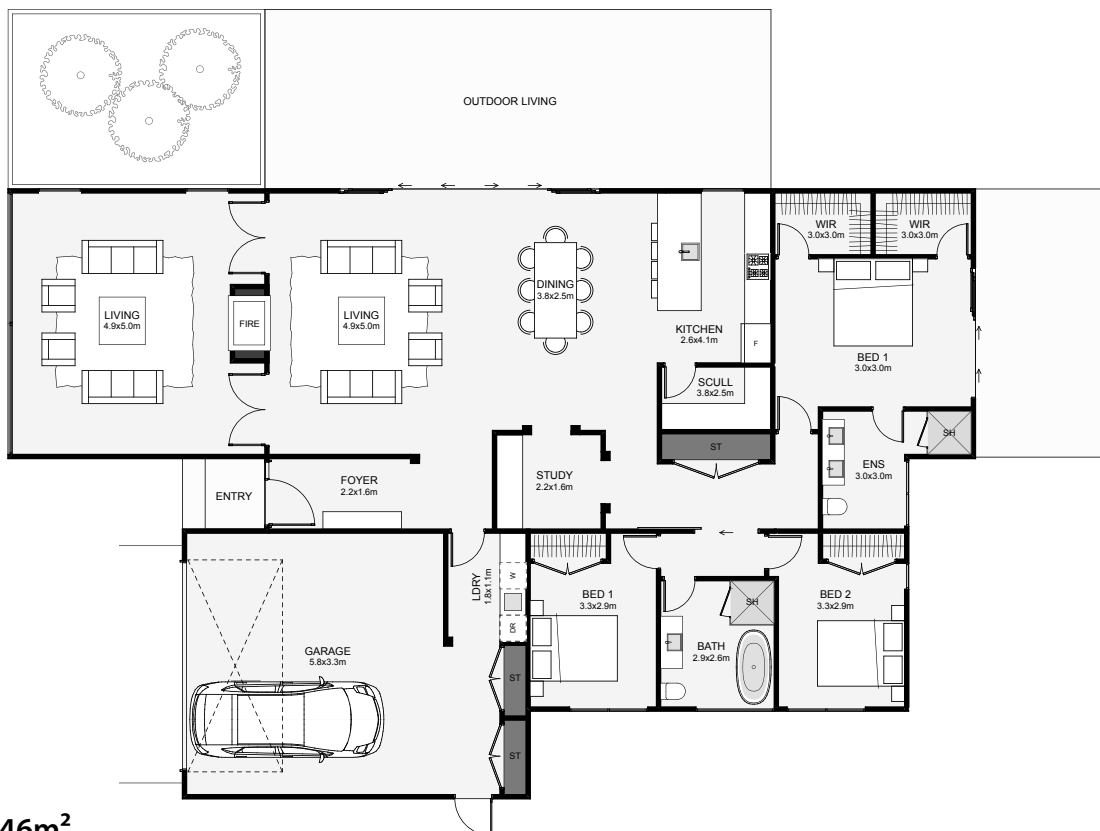 OUTDOOR LIVING
WIR
3.0x3.0m
WIR
3.0x3.0m
LIVING
4.9x5.0m
FIRE
LIVING
4.9x5.0m
DINING
3.8x2.5m
KITCHEN
2.6x4.1m
F
BED 1
3.0x3.0m
SCULL
3.8x2.5m
ST
SH
ENS
3.0x3.0m
ENTRY
FOYER
2.2x1.6m
STUDY
2.2x1.6m
LDRY
1.8x1.1m
W
DR
BED 1
3.3x2.9m
SH
BATH
2.9x2.6m
BED 2
3.3x2.9m
GARAGE
5.8x3.3m
ST
ST
46m²